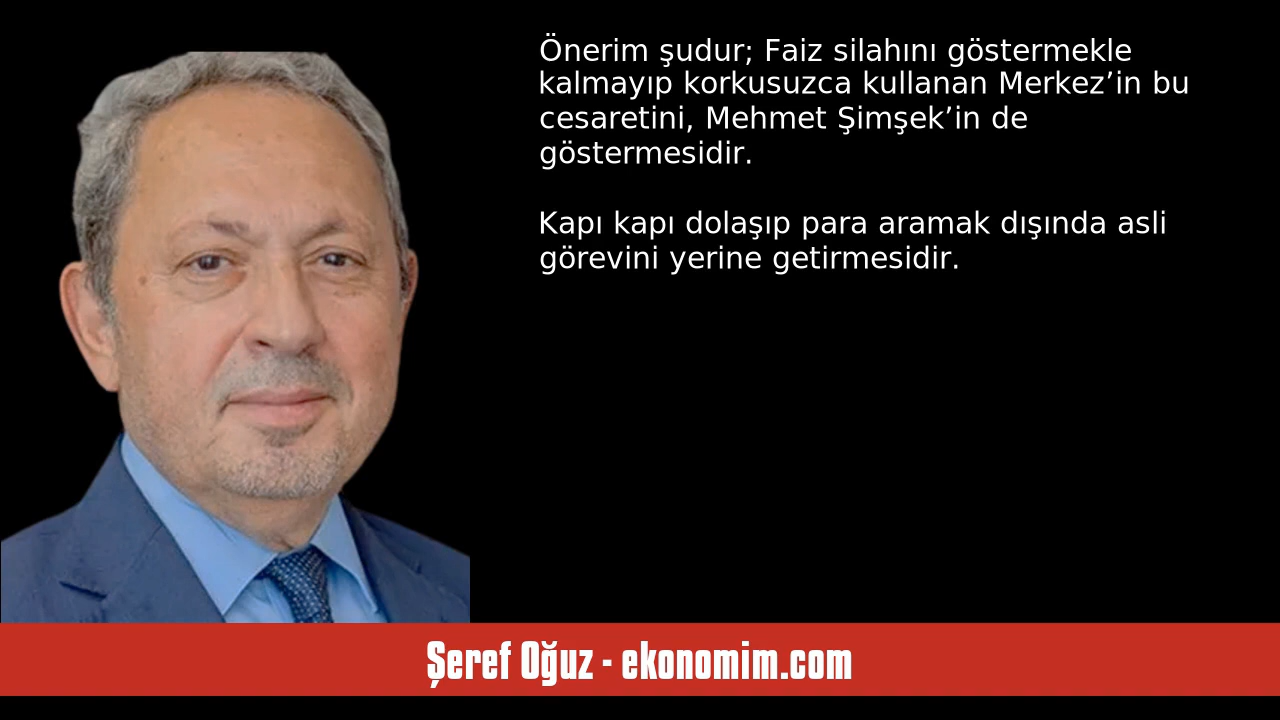 Önerim şudur; Faiz silahını göstermekle
kalmayıp korkusuzca kullanan Merkez’in bu
cesaretini, Mehmet Şimşek’in de
göstermesidir.
Kapı kapı dolaşıp para aramak dışında asli
görevini yerine getirmesidir.
Şeref Oğuz - ekonomim.com